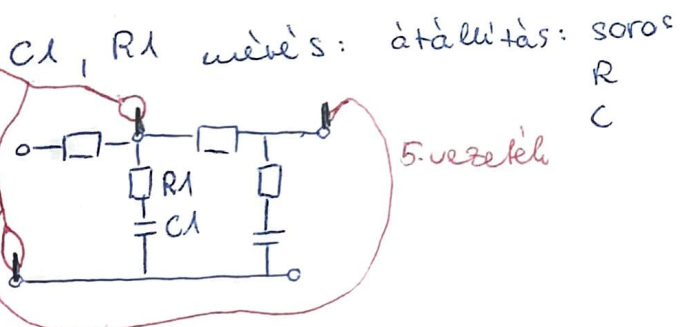 C1, R1 mérés: átállítás: soros
R
C
5. vezeték
R1
C1